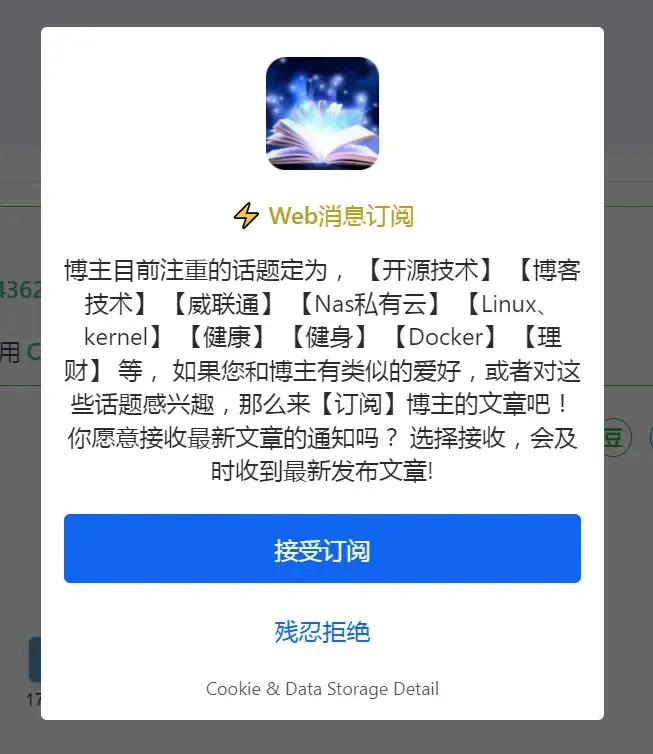 ⚡ Web消息订阅
博主目前注重的话题定为，【开源技术】【博客
技术】【威联通】【Nas私有云】【Linux、
kernel】【健康】【健身】【Docker】【理
财】 等， 如果您和博主有类似的爱好，或者对这
些话题感兴趣，那么来【订阅】博主的文章吧！
你愿意接收最新文章的通知吗？ 选择接收，会及
时收到最新发布文章!
4362
用 C
豆
接受订阅
残忍拒绝
17
Cookie & Data Storage Detail